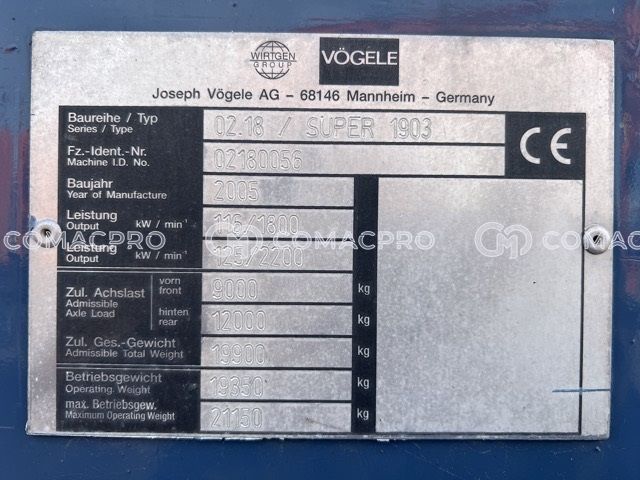 WIRTGEN
GROUP
VÖGELE
Joseph Vögele AG – 68146 Mannheim – Germany
Baureihe / Typ
Series / Type
02.18 / SUPER 1903
Fz.-Ident.-Nr.
Machine I.D. No.
02180056
CE
Baujahr
Year of Manufacture
2005
Leistung
Output
kW / min⁻¹
116/1800
COMACPRO COMACPRO COMACPRO
Leistung
Output
kW / min⁻¹
125/2200
Zul. Achslast
Admissible
Axle Load
vorn
front
9000
kg
hinten
rear
12000
kg
Zul. Ges.-Gewicht
Admissible Total Weight
19900
kg
Betriebsgewicht
Operating. Weight
19350
kg
max. Betriebsgew.
Maximum Operating Weight
21150
kg